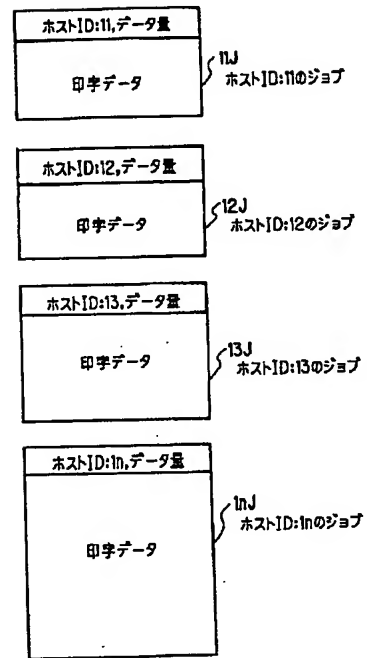 ホストID:11,データ量
印字データ
11J
ホストID:11のジョブ
ホストID:12,データ量
印字データ
12J
ホストID:12のジョブ
ホストID:13,データ量
印字データ
13J
ホストID:13のジョブ
ホストID:1n,データ量
印字データ
1nJ
ホストID:1nのジョブ